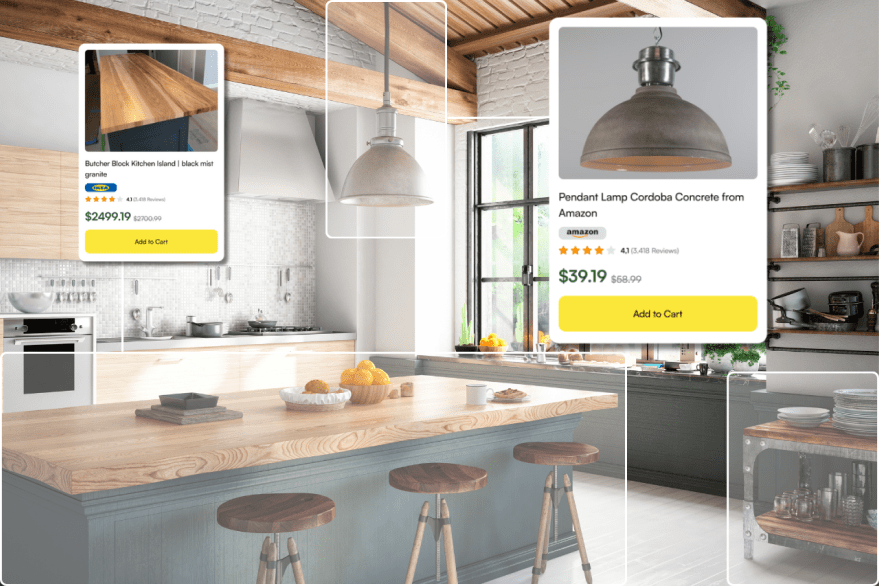 Butcher Block Kitchen Island | black mist
granite
IKEA
4.1 (3,418 Reviews)
$2499.19 $2700.99
Add to Cart
Pendant Lamp Cordoba Concrete from
Amazon
amazon
4,1 (3,418 Reviews)
$39.19 $58.99
Add to Cart